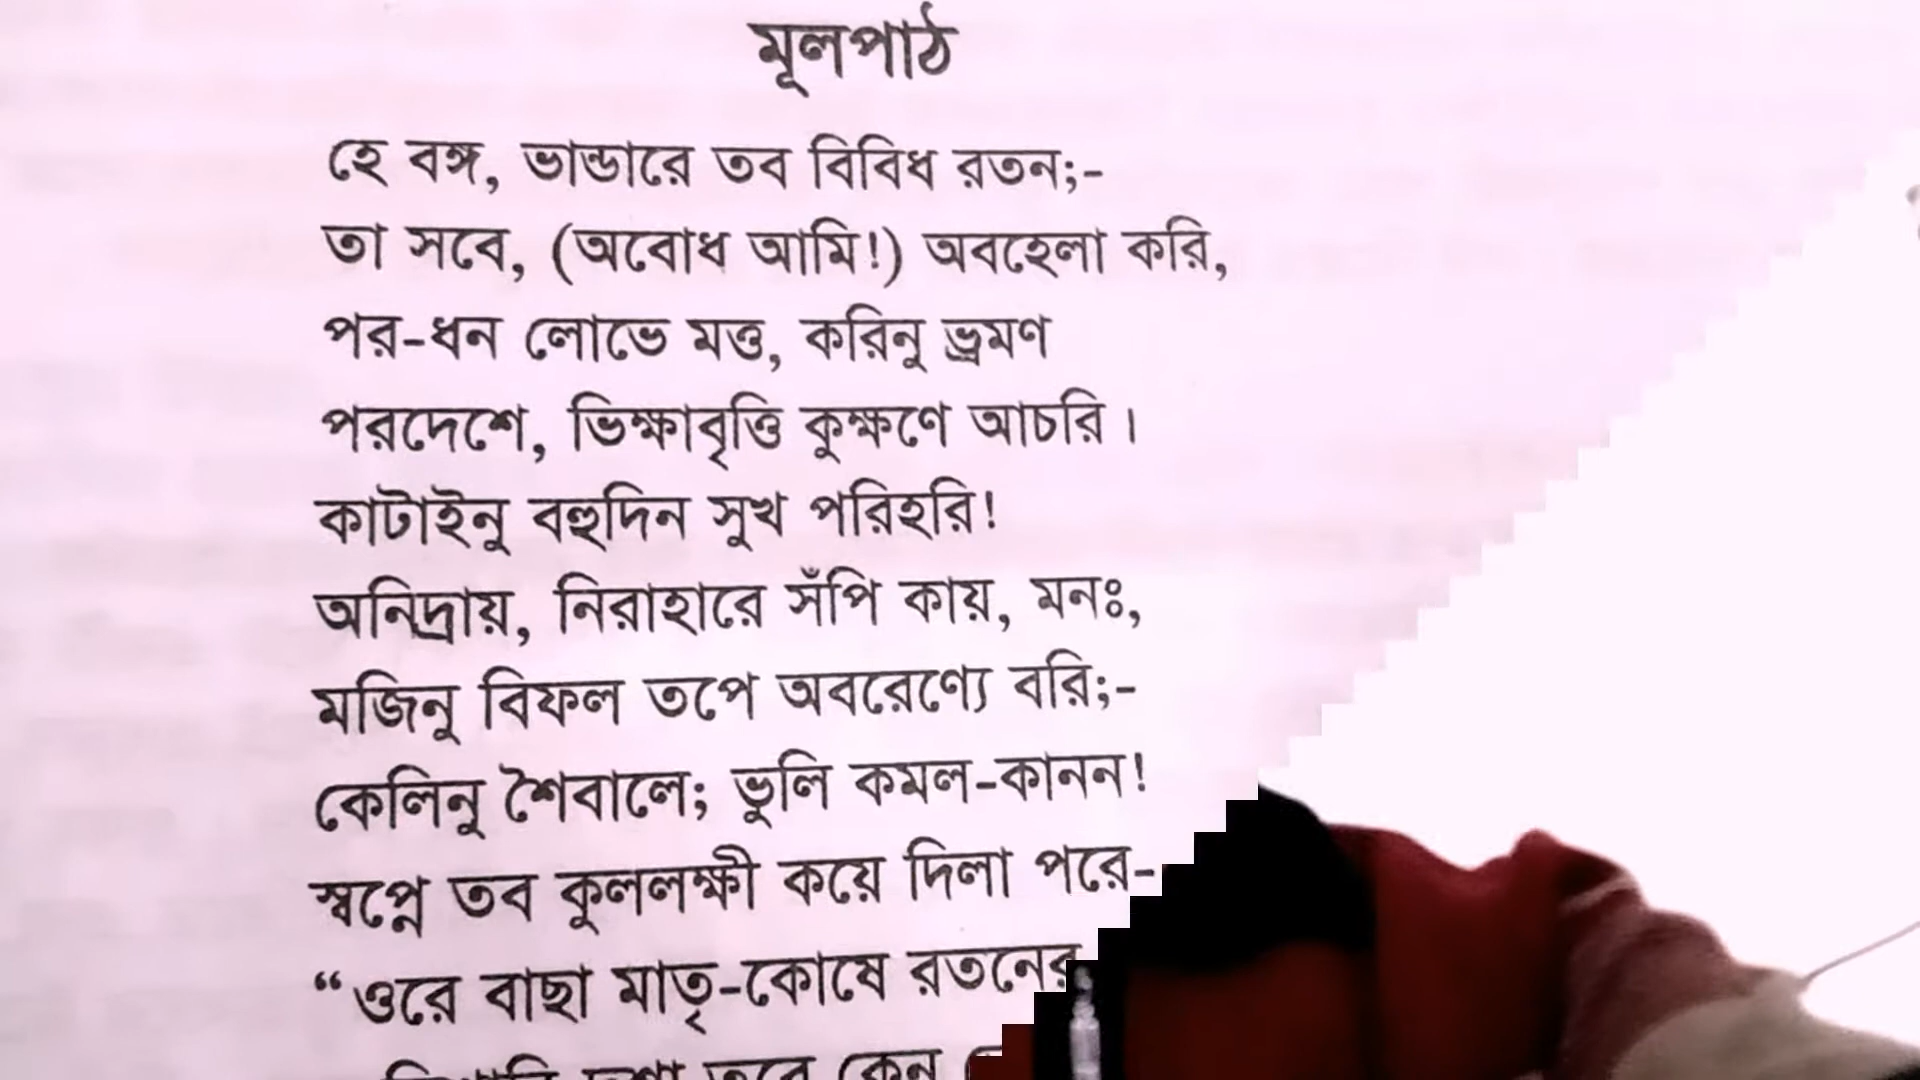 মূলপাঠ
হে বঙ্গ, ভান্ডারে তব বিবিধ রতন;-
তা সবে, (অবোধ আমি!) অবহেলা করি,
পর-ধন লোভে মত্ত, করিনু ভ্রমণ
পরদেশে, ভিক্ষাবৃত্তি কুক্ষণে আচরি।
কাটাইনু বহুদিন সুখ পরিহরি!
অনিদ্রায়, নিরাহারে সঁপি কায়, মনঃ,
মজিনু বিফল তপে অবরেণ্যে বরি;-
কেলিনু শৈবালে; ভুলি কমল-কানন!
স্বপ্নে তব কুললক্ষী কয়ে দিলা পরে-
“ওরে বাছা মাতৃ-কোষে রতনের
কেন